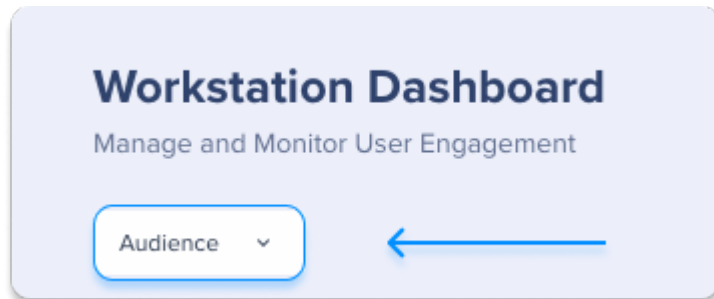 Workstation Dashboard
Manage and Monitor User Engagement
Audience